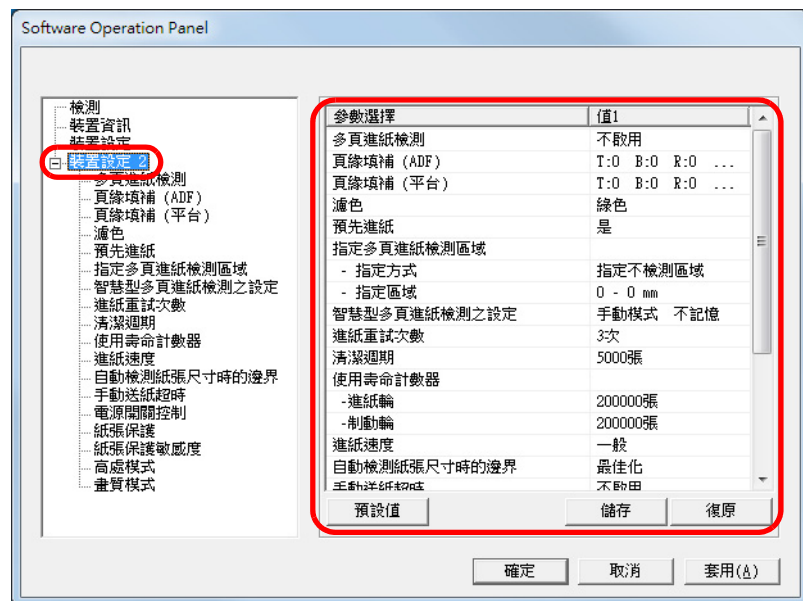 Software Operation Panel
檢測
裝置資訊
裝置設定
裝置設定 2
多頁進紙檢測
頁緣填補 (ADF)
頁緣填補 (平台)
濾色
預先進紙
指定多頁進紙檢測區域
智慧型多頁進紙檢測之設定
進紙重試次數
清潔週期
使用壽命計數器
進紙速度
自動檢測紙張尺寸時的邊界
手動送紙超時
電源開關控制
紙張保護
紙張保護敏感度
高處模式
畫質模式
參數選擇 值1
多頁進紙檢測 不啟用
頁緣填補 (ADF) T:0 B:0 R:0 ...
頁緣填補 (平台) T:0 B:0 R:0 ...
濾色 綠色
預先進紙 是
指定多頁進紙檢測區域
- 指定方式 指定不檢測區域
- 指定區域 0 - 0 mm
智慧型多頁進紙檢測之設定 手動模式 不記憶
進紙重試次數 3次
清潔週期 5000張
使用壽命計數器
-進紙輪 200000張
-制動輪 200000張
進紙速度 一般
自動檢測紙張尺寸時的邊界 最佳化
手動送紙超時 不啟用
預設值 儲存 復原
確定 取消 套用(A)